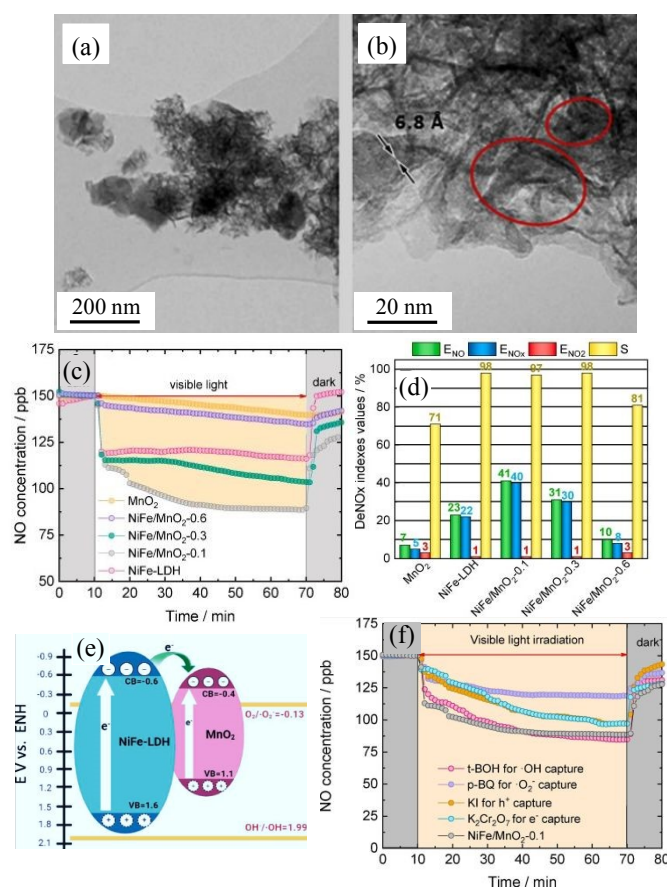 (a)
200 nm
(b)
6.8 Å
20 nm
(c)
NO concentration / ppb
175
150
125
100
75
50
visible light
dark
MnO₂
NiFe/MnO₂-0.6
NiFe/MnO₂-0.3
NiFe/MnO₂-0.1
NiFe-LDH
0 10 20 30 40 50 60 70 80
Time / min
E_NO E_NOx E_NO2 S
(d)
DeNOx indexes values / %
100
80
60
40
20
0
7 5 3 71
23 22 1 98
41 40 1 97
31 30 1 98
10 8 3 81
MnO₂
NiFe-LDH
NiFe/MnO₂-0.1
NiFe/MnO₂-0.3
NiFe/MnO₂-0.6
(e)
E V vs. ENH
-0.9
-0.6
-0.3
0
0.3
0.6
0.9
1.2
1.5
1.8
2.1
e⁻
CB=-0.6
CB=-0.4
O₂/·O₂⁻=-0.13
e⁻
e⁻
NiFe-LDH
MnO₂
VB=1.1
VB=1.6
OH⁻/·OH=1.99
(f)
NO concentration / ppb
175
150
125
100
75
50
Visible light irradiation
dark
t-BOH for ·OH capture
p-BQ for ·O₂⁻ capture
KI for h⁺ capture
K₂Cr₂O₇ for e⁻ capture
NiFe/MnO₂-0.1
0 10 20 30 40 50 60 70 80
Time / min